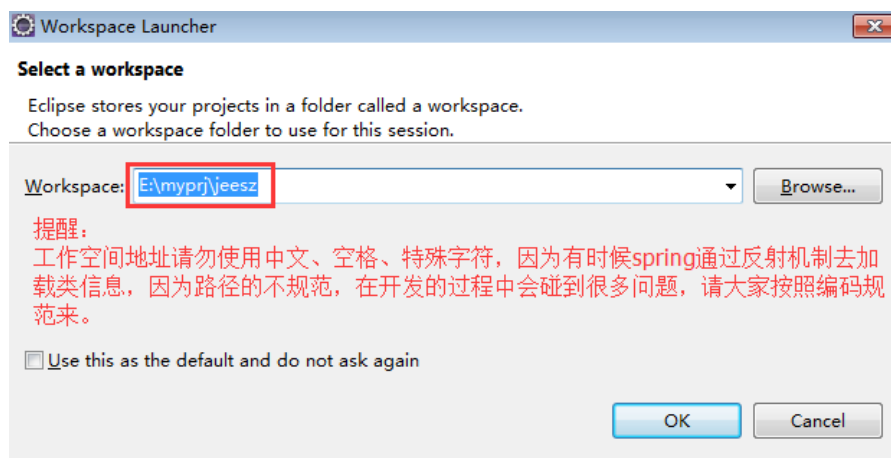 Workspace Launcher
Select a workspace
Eclipse stores your projects in a folder called a workspace.
Choose a workspace folder to use for this session.
Workspace: E:\myprj\jeesz Browse...
提醒：
工作空间地址请勿使用中文、空格、特殊字符，因为有时候spring通过反射机制去加
载类信息，因为路径的不规范，在开发的过程中会碰到很多问题，请大家按照编码规
范来。
Use this as the default and do not ask again
OK Cancel